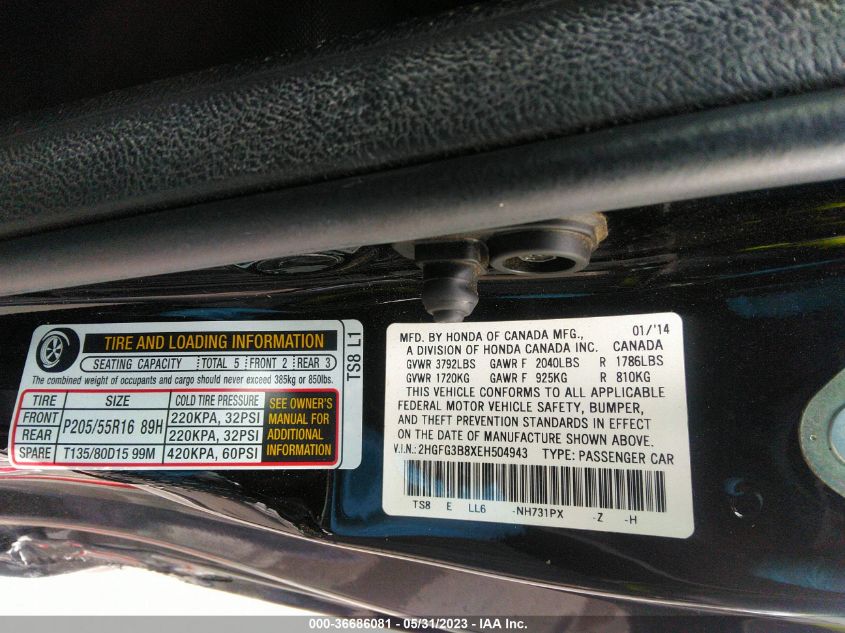 TIRE AND LOADING INFORMATION
SEATING CAPACITY TOTAL 5 FRONT 2 REAR 3
The combined weight of occupants and cargo should never exceed 385kg or 850lbs.
TIRE SIZE COLD TIRE PRESSURE
FRONT P205/55R16 89H 220KPA, 32PSI
REAR 220KPA, 32PSI
SPARE T135/80D15 99M 420KPA, 60PSI
SEE OWNER'S
MANUAL FOR
ADDITIONAL
INFORMATION
TS8 L1
MFD. BY HONDA OF CANADA MFG., 01/'14
A DIVISION OF HONDA CANADA INC. CANADA
GVWR 3792LBS GAWR F 2040LBS R 1786LBS
GVWR 1720KG GAWR F 925KG R 810KG
THIS VEHICLE CONFORMS TO ALL APPLICABLE
FEDERAL MOTOR VEHICLE SAFETY, BUMPER,
AND THEFT PREVENTION STANDARDS IN EFFECT
ON THE DATE OF MANUFACTURE SHOWN ABOVE.
V.I.N.: 2HGFG3B8XEH504943 TYPE: PASSENGER CAR
TS8 E LL6 -NH731PX -Z -H
000-36686081 - 05/31/2023 - IAA Inc.